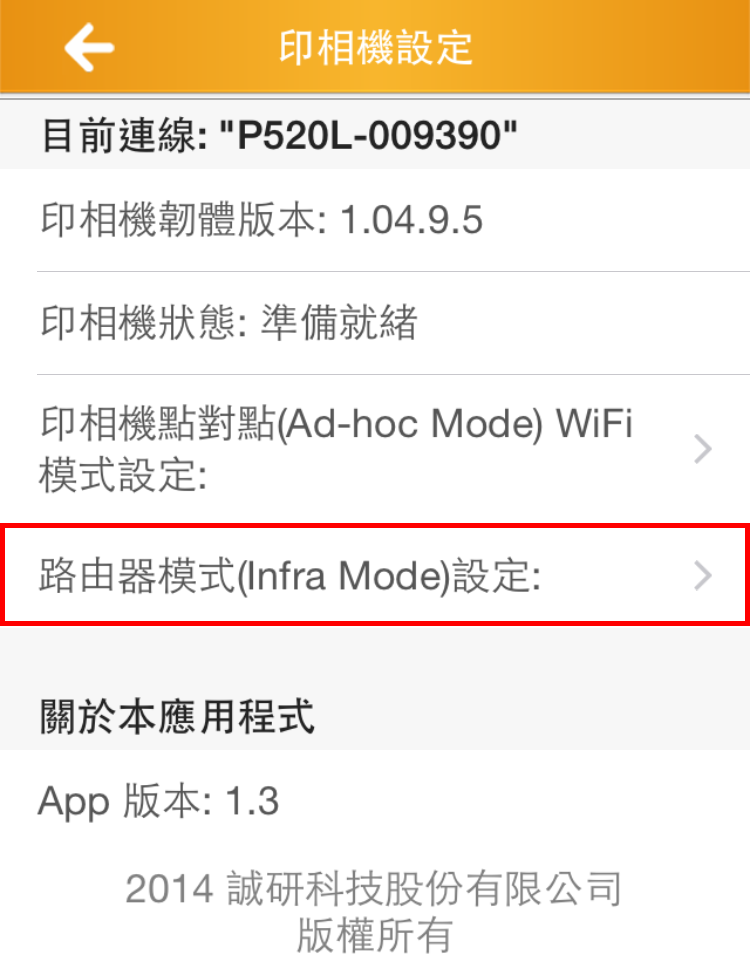 印相機設定
目前連線: "P520L-009390"
印相機韌體版本: 1.04.9.5
印相機狀態: 準備就緒
印相機點對點(Ad-hoc Mode) WiFi
模式設定:
路由器模式(Infra Mode)設定:
關於本應用程式
App 版本: 1.3
2014 誠研科技股份有限公司
版權所有